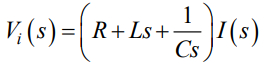 V_i(s) = (R + Ls + 1/(Cs)) I(s)